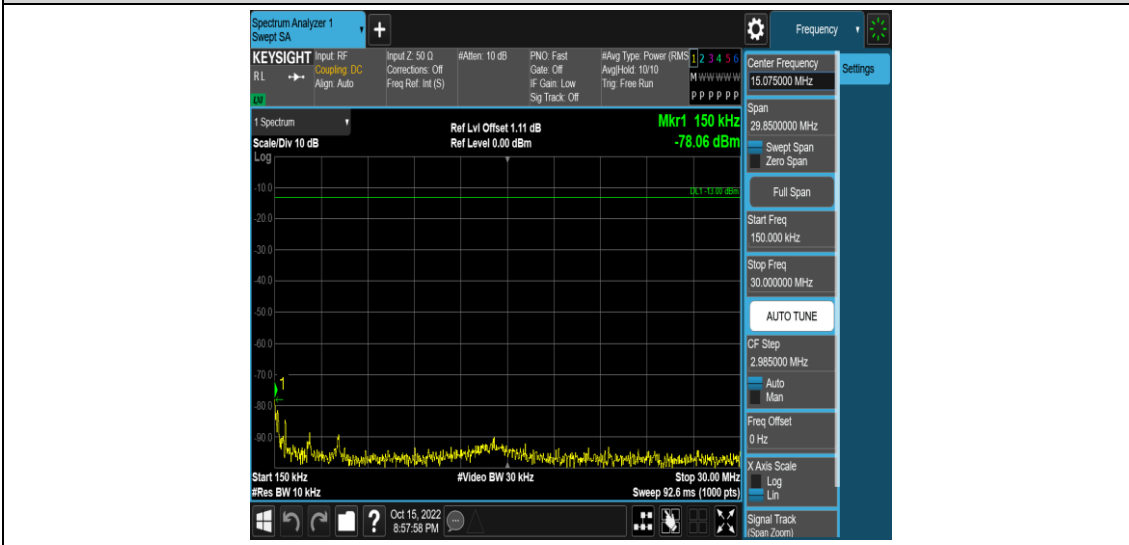 Spectrum Analyzer 1
Swept SA
+
Frequency
KEYSIGHT
RL
LXI
Input: RF
Coupling: DC
Align: Auto
Input Z: 50 Ω
Corrections: Off
Freq Ref: Int (S)
#Atten: 10 dB
PNO: Fast
Gate: Off
IF Gain: Low
Sig Track: Off
#Avg Type: Power (RMS
Avg|Hold: 10/10
Trig: Free Run
1 2 3 4 5 6
M W W W W W
P P P P P P
Center Frequency
15.075000 MHz
Settings
Span
29.8500000 MHz
Swept Span
Zero Span
Full Span
Start Freq
150.000 kHz
Stop Freq
30.000000 MHz
AUTO TUNE
CF Step
2.985000 MHz
Auto
Man
Freq Offset
0 Hz
X Axis Scale
Log
Lin
Signal Track
(Span Zoom)
1 Spectrum
Scale/Div 10 dB
Log
Ref Lvl Offset 1.11 dB
Ref Level 0.00 dBm
Mkr1 150 kHz
-78.06 dBm
DL1 -13.00 dBm
-10.0
-20.0
-30.0
-40.0
-50.0
-60.0
-70.0
1
-80.0
-90.0
Start 150 kHz
#Res BW 10 kHz
#Video BW 30 kHz
Stop 30.00 MHz
Sweep 92.6 ms (1000 pts)
?
Oct 15, 2022
8:57:58 PM